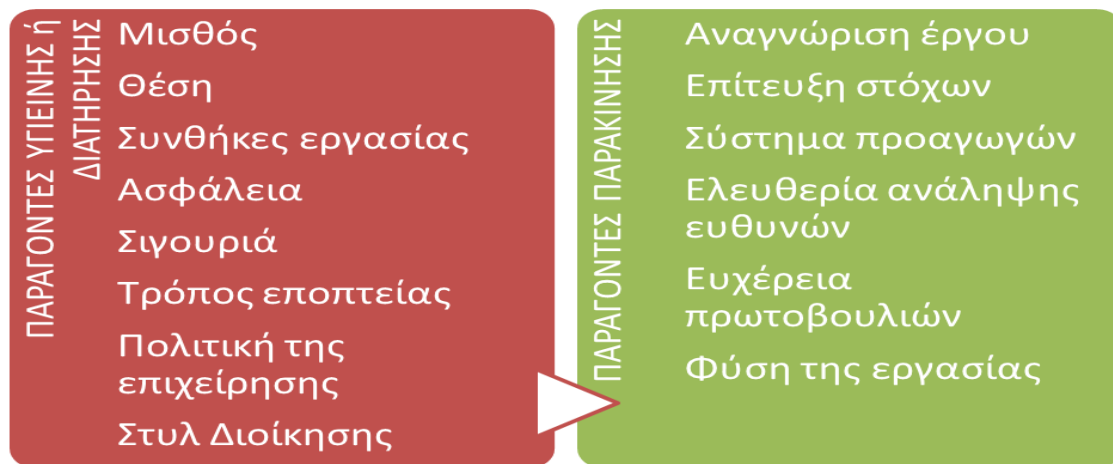 ΠΑΡΑΓΟΝΤΕΣ ΥΓΙΕΙΝΗΣ ή
ΔΙΑΤΗΡΗΣΗΣ
Μισθός
Θέση
Συνθήκες εργασίας
Ασφάλεια
Σιγουριά
Τρόπος εποπτείας
Πολιτική της
επιχείρησης
Στυλ Διοίκησης
ΠΑΡΑΓΟΝΤΕΣ ΠΑΡΑΚΙΝΗΣΗΣ
Αναγνώριση έργου
Επίτευξη στόχων
Σύστημα προαγωγών
Ελευθερία ανάληψης
ευθυνών
Ευχέρεια
πρωτοβουλιών
Φύση της εργασίας